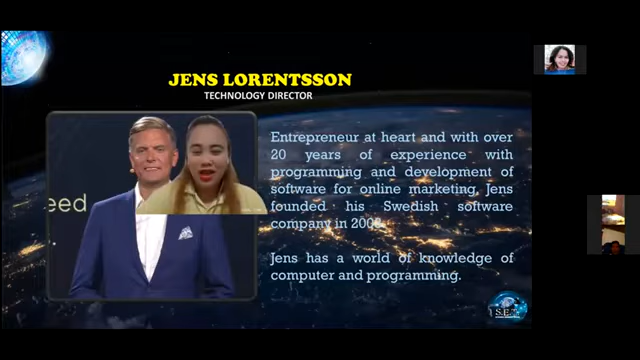 JENS LORENTSSON
TECHNOLOGY DIRECTOR
eed
Entrepreneur at heart and with over
20 years of experience with
programming and development of
software for online marketing, Jens
founded his Swedish software
company in
Jens has a world of knowledge of
computer and programming.